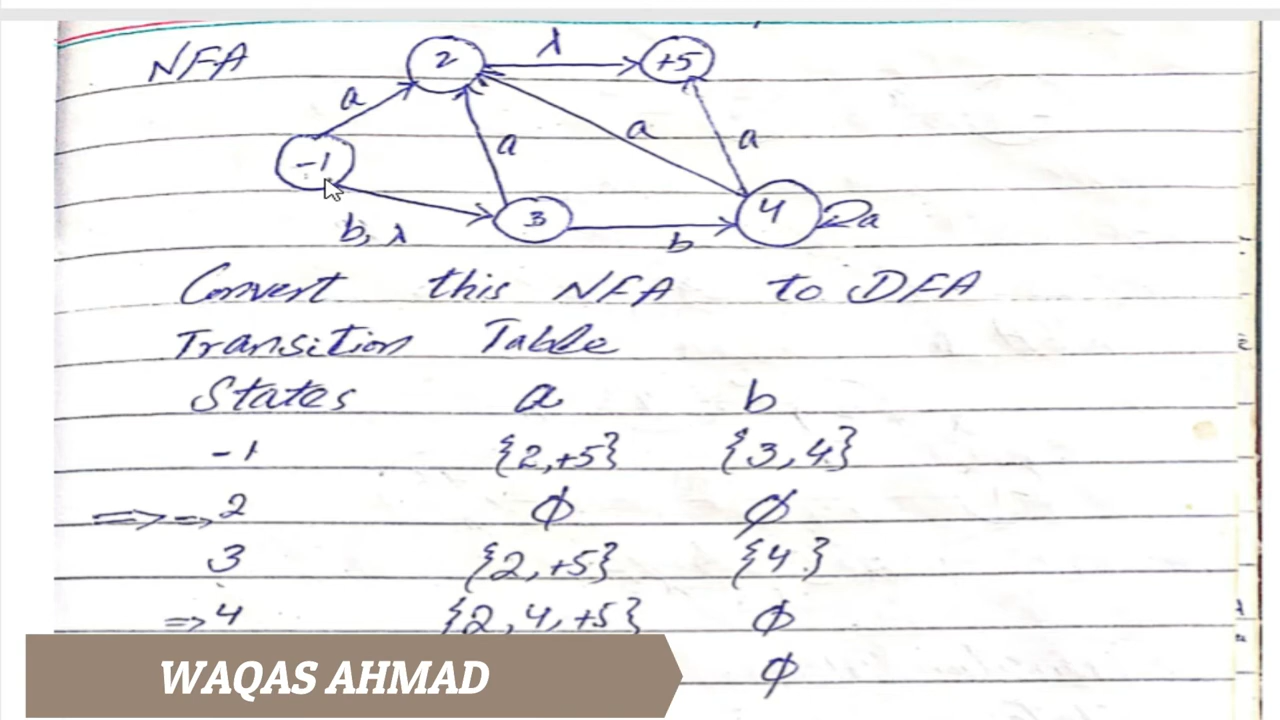 NFA
2 λ +5
a a a a
-1
b, λ 3 b 4 a
Convert this NFA to DFA
Transition Table
States a b
-1 {2,+5} {3,4}
=> -> 2 ϕ ϕ
3 {2,+5} {4}
=> 4 {2,4,+5} ϕ
WAQAS AHMAD ϕ